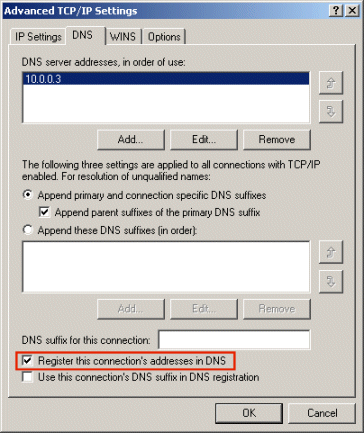 Advanced TCP/IP Settings
IP Settings DNS WINS Options
DNS server addresses, in order of use:
10.0.0.3
Add... Edit... Remove
The following three settings are applied to all connections with TCP/IP
enabled. For resolution of unqualified names:
Append primary and connection specific DNS suffixes
Append parent suffixes of the primary DNS suffix
Append these DNS suffixes (in order):
Add... Edit... Remove
DNS suffix for this connection:
Register this connection's addresses in DNS
Use this connection's DNS suffix in DNS registration
OK Cancel